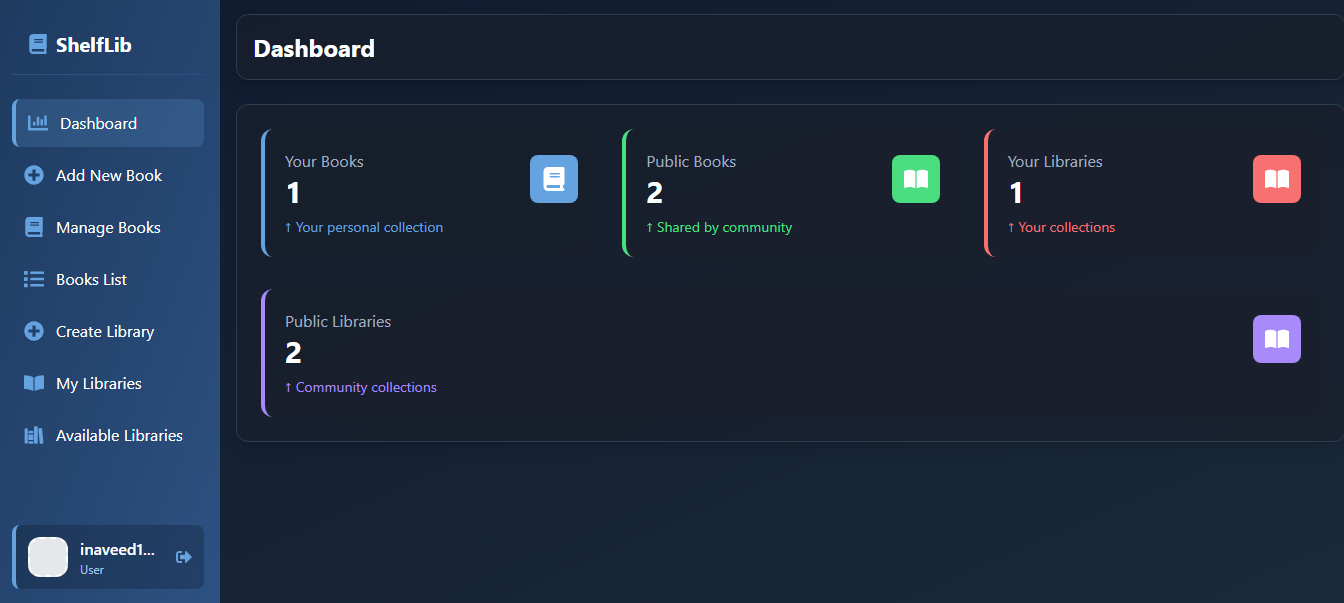 ShelfLib
Dashboard
Add New Book
Manage Books
Books List
Create Library
My Libraries
Available Libraries
inaveed1...
User
Dashboard
Your Books
1
↑ Your personal collection
Public Books
2
↑ Shared by community
Your Libraries
1
↑ Your collections
Public Libraries
2
↑ Community collections